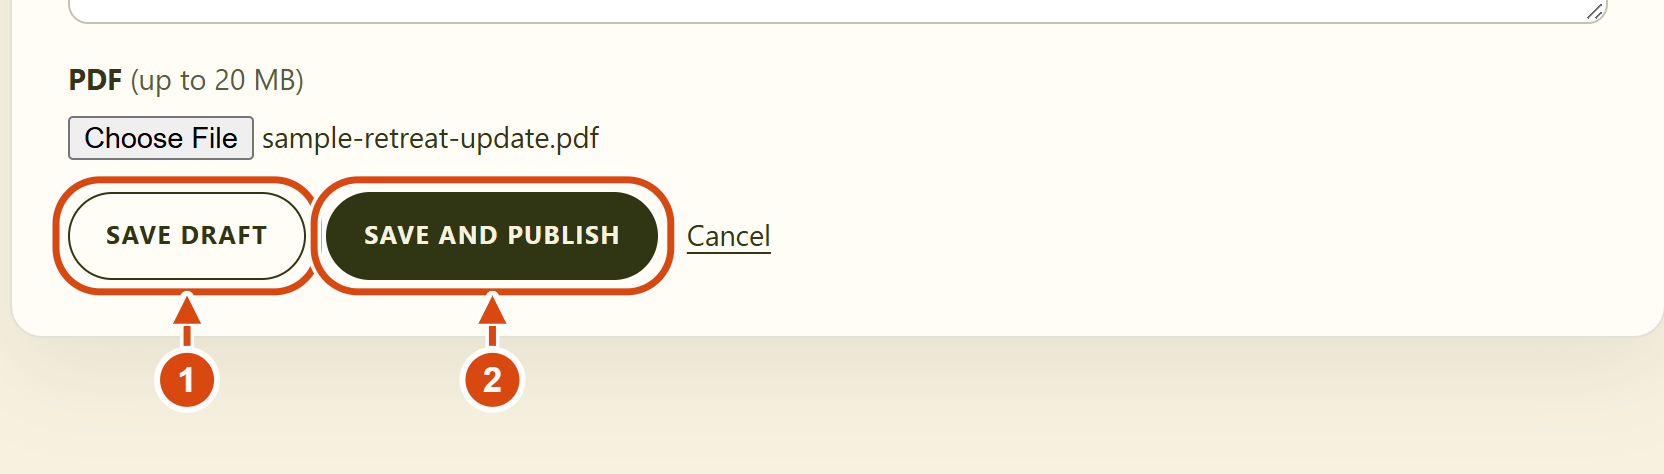 PDF (up to 20 MB)
Choose File sample-retreat-update.pdf
SAVE DRAFT SAVE AND PUBLISH Cancel
1 2